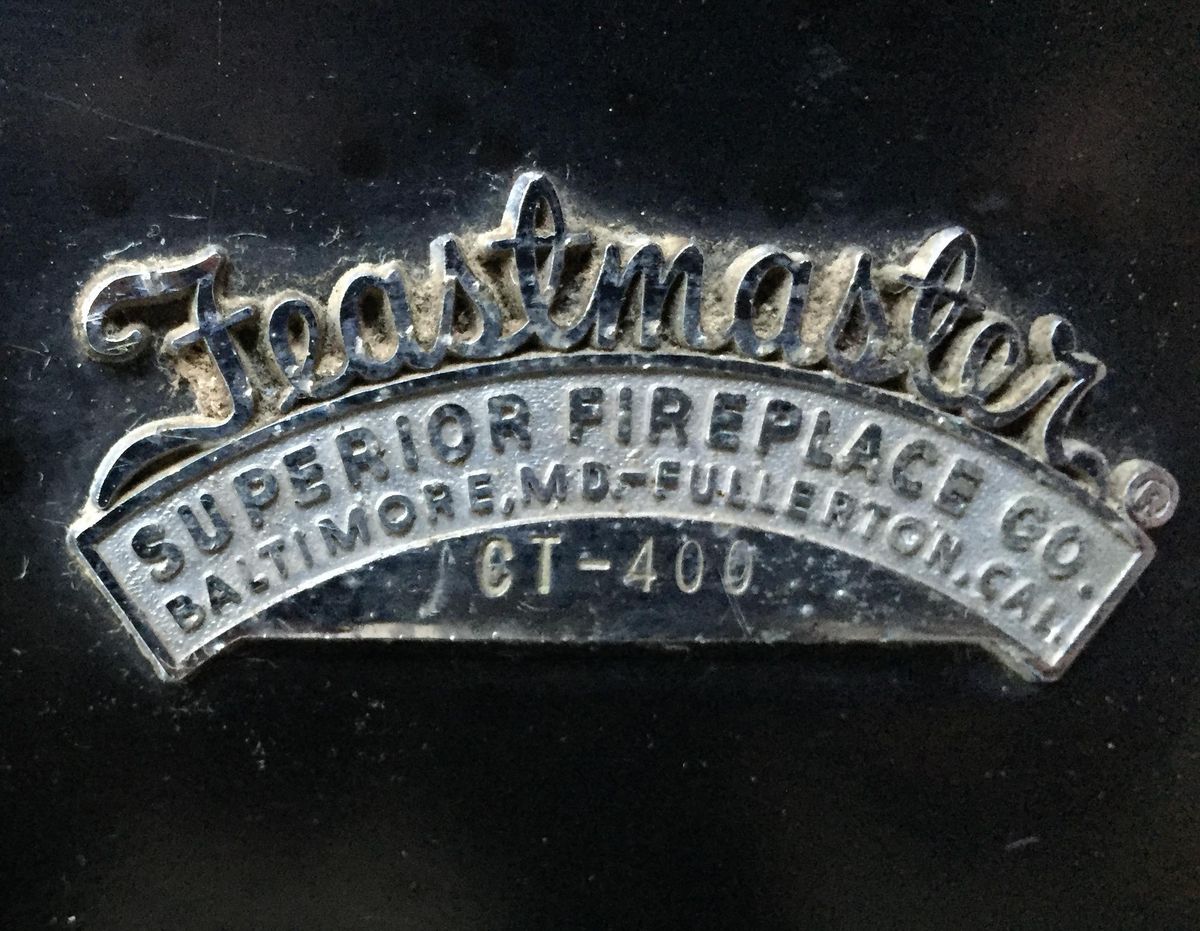 Feastmaster ®
SUPERIOR FIREPLACE CO.
BALTIMORE, MD.-FULLERTON, CAL.
CT-400